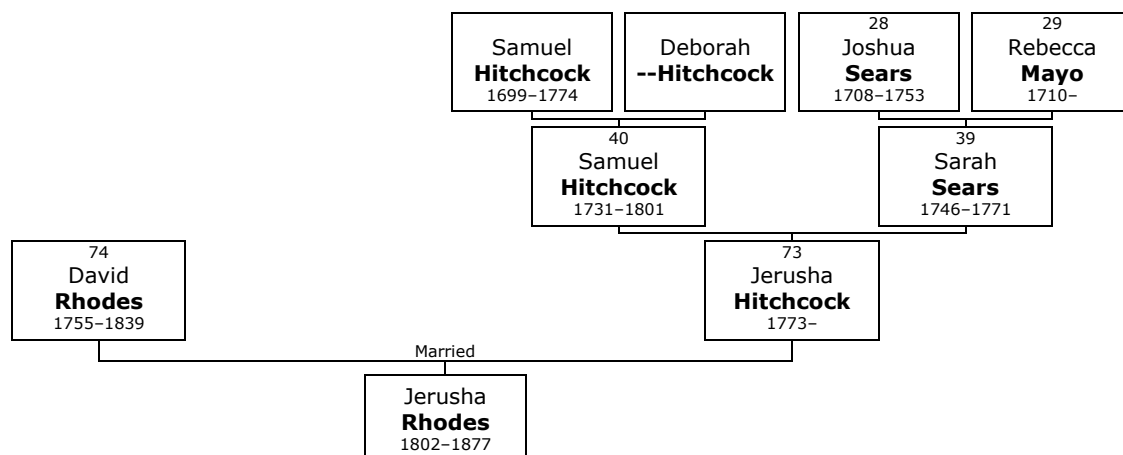 Samuel
Hitchcock
1699–1774
Deborah
--Hitchcock
28
Joshua
Sears
1708–1753
29
Rebecca
Mayo
1710–
40
Samuel
Hitchcock
1731–1801
39
Sarah
Sears
1746–1771
74
David
Rhodes
1755–1839
73
Jerusha
Hitchcock
1773–
Married
Jerusha
Rhodes
1802–1877